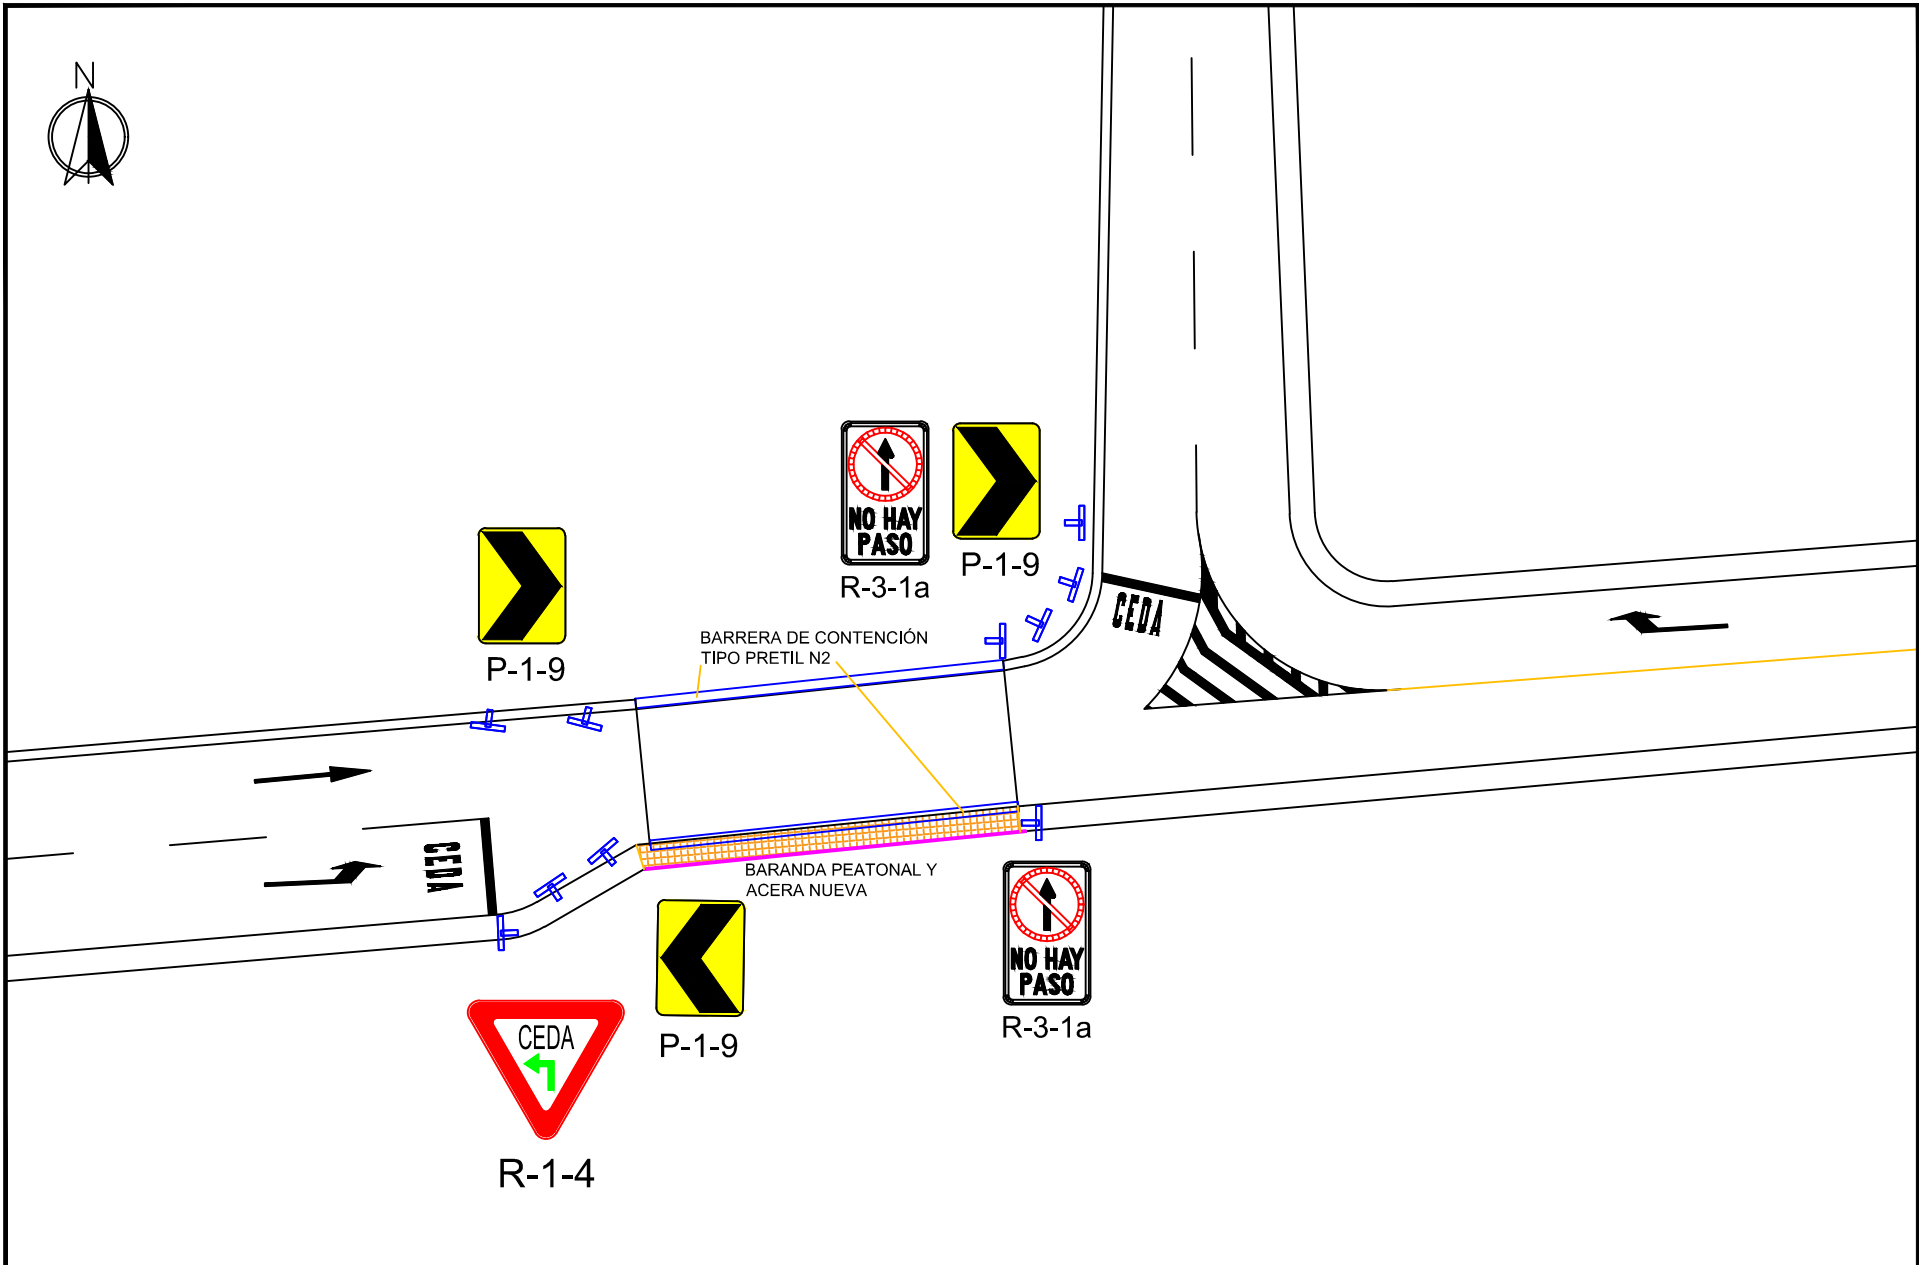 N
NO HAY
PASO
R-3-1a
P-1-9
P-1-9
CEDA
BARRERA DE CONTENCIÓN
TIPO PRETIL N2
CEDA
BARANDA PEATONAL Y
ACERA NUEVA
NO HAY
PASO
R-3-1a
P-1-9
CEDA
R-1-4